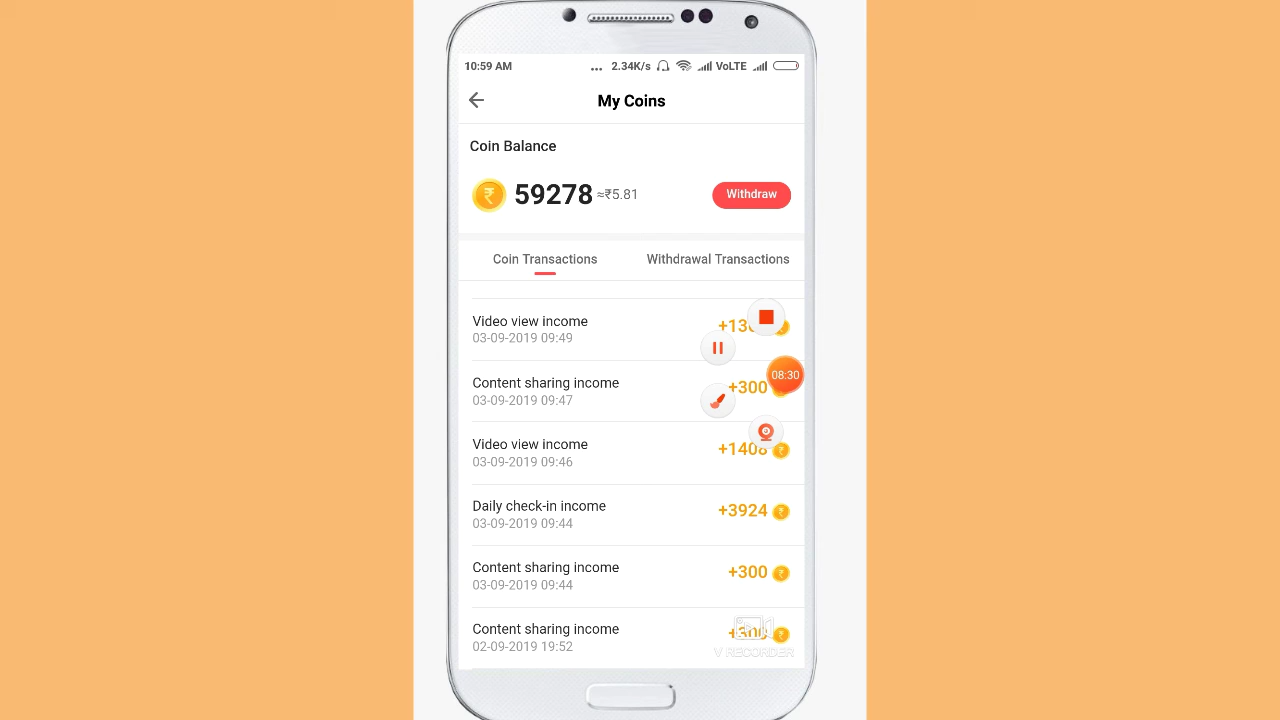 10:59 AM ... 2.34K/s VoLTE
My Coins
Coin Balance
59278 ≈₹5.81 Withdraw
Coin Transactions Withdrawal Transactions
Video view income
03-09-2019 09:49
Content sharing income +300
03-09-2019 09:47
08:30
Video view income +1408
03-09-2019 09:46
Daily check-in income +3924
03-09-2019 09:44
Content sharing income +300
03-09-2019 09:44
Content sharing income +300
02-09-2019 19:52
V RECORDER